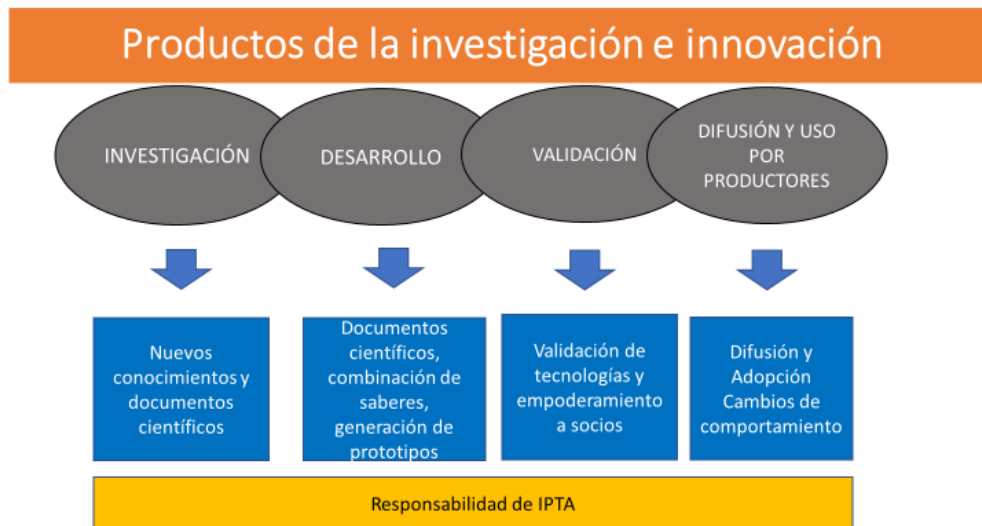 Productos de la investigación e innovación
INVESTIGACIÓN
DESARROLLO
VALIDACIÓN
DIFUSIÓN Y USO
POR
PRODUCTORES
Nuevos
conocimientos y
documentos
científicos
Documentos
científicos,
combinación de
saberes,
generación de
prototipos
Validación de
tecnologías y
empoderamiento
a socios
Difusión y
Adopción
Cambios de
comportamiento
Responsabilidad de IPTA